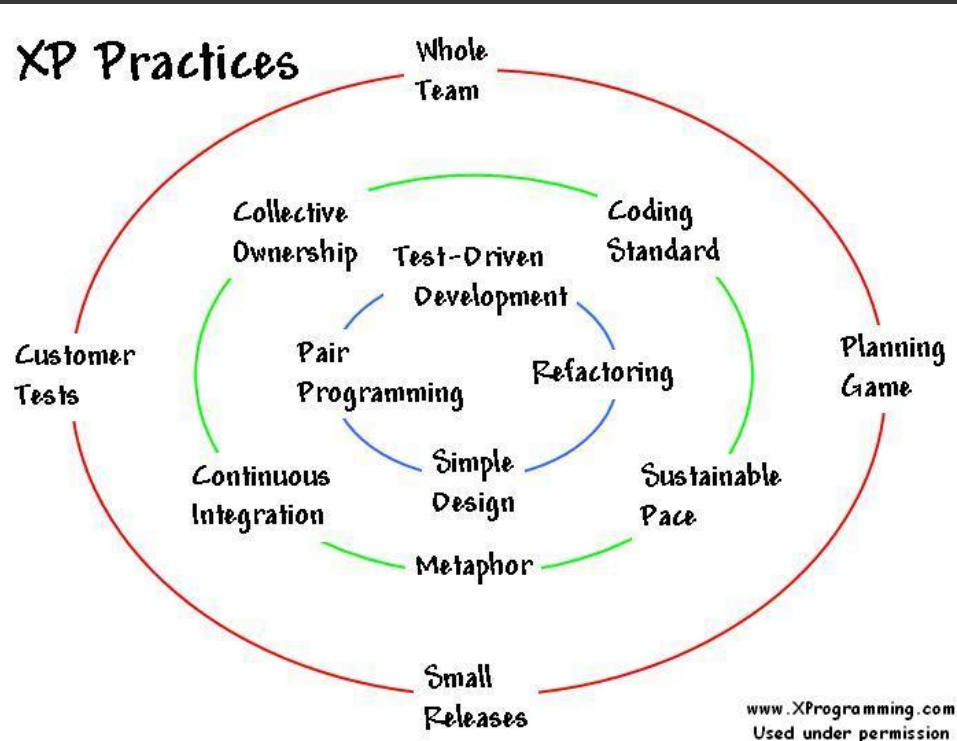 XP Practices
Whole
Team
Collective
Ownership
Coding
Standard
Test-Driven
Development
Customer
Tests
Pair
Programming
Refactoring
Planning
Game
Continuous
Integration
Simple
Design
Sustainable
Pace
Metaphor
Small
Releases
www.XProgramming.com
Used under permission